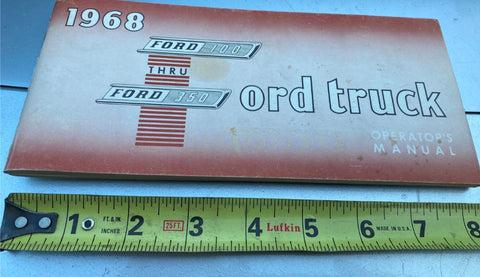 1968
FORD 100
THRU
FORD 350
ord truck
OPERATOR'S
MANUAL
1 FT.& IN. 2 25FT. 3 4 Lufkin 5 6 MADE IN U.S.A. 7 8
INCHES